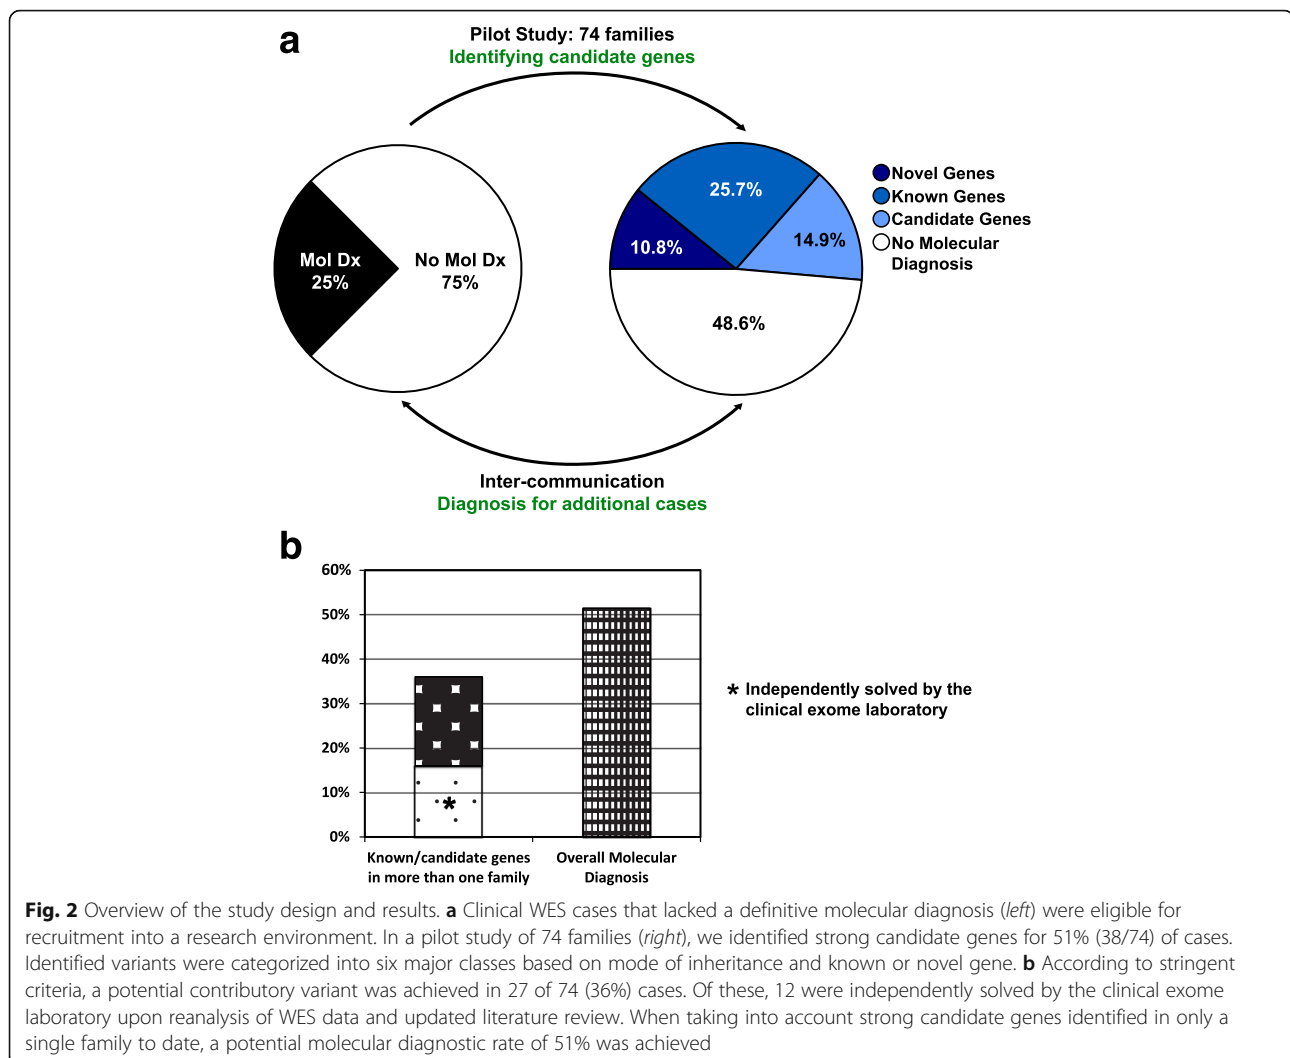 a
Pilot Study: 74 families
Identifying candidate genes
Mol Dx
25%
No Mol Dx
75%
25.7%
10.8%
14.9%
48.6%
Novel Genes
Known Genes
Candidate Genes
No Molecular
Diagnosis
Inter-communication
Diagnosis for additional cases
b
60%
50%
40%
30%
20%
10%
0%
*
Known/candidate genes
in more than one family
Overall Molecular
Diagnosis
* Independently solved by the
clinical exome laboratory
Fig. 2 Overview of the study design and results. a Clinical WES cases that lacked a definitive molecular diagnosis (left) were eligible for
recruitment into a research environment. In a pilot study of 74 families (right), we identified strong candidate genes for 51% (38/74) of cases.
Identified variants were categorized into six major classes based on mode of inheritance and known or novel gene. b According to stringent
criteria, a potential contributory variant was achieved in 27 of 74 (36%) cases. Of these, 12 were independently solved by the clinical exome
laboratory upon reanalysis of WES data and updated literature review. When taking into account strong candidate genes identified in only a
single family to date, a potential molecular diagnostic rate of 51% was achieved